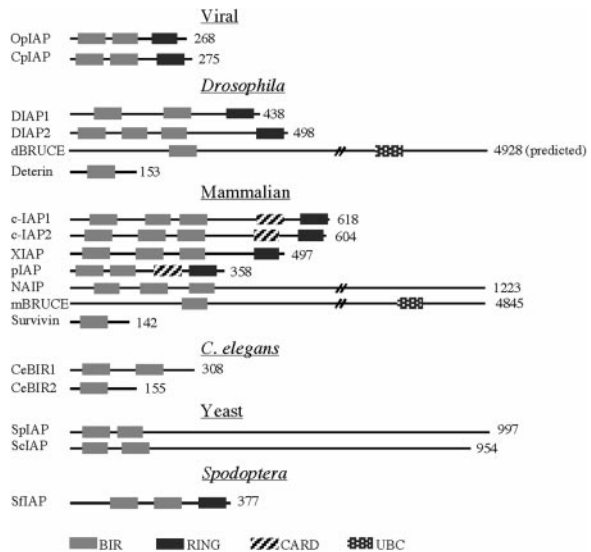 Viral
OpIAP 268
CpIAP 275
Drosophila
DIAP1 438
DIAP2 498
dBRUCE 4928 (predicted)
Deterin 153
Mammalian
c-IAP1 618
c-IAP2 604
XIAP 497
pIAP 358
NAIP 1223
mBRUCE 4845
Survivin 142
C. elegans
CeBIR1 308
CeBIR2 155
Yeast
SpIAP 997
ScIAP 954
Spodoptera
SfIAP 377
BIR RING CARD UBC